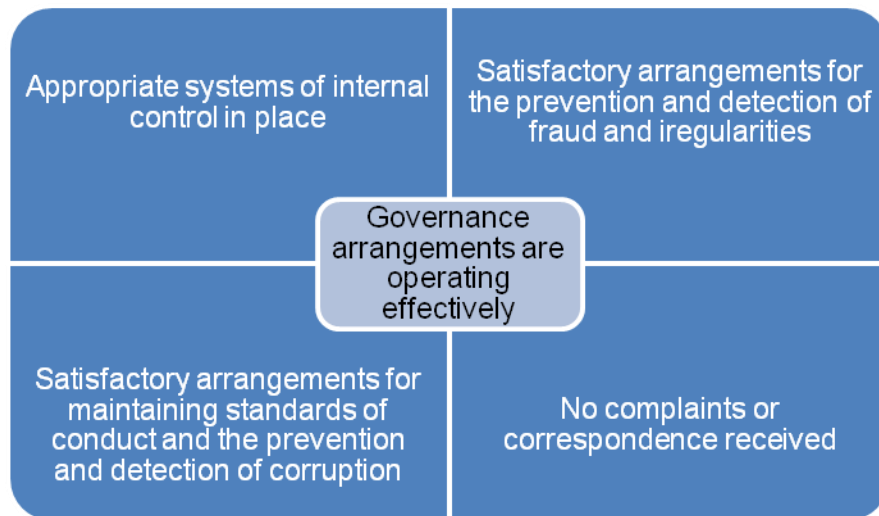 Appropriate systems of internal
control in place
Satisfactory arrangements for
the prevention and detection of
fraud and iregularities
Governance
arrangements are
operating
effectively
Satisfactory arrangements for
maintaining standards of
conduct and the prevention
and detection of corruption
No complaints or
correspondence received